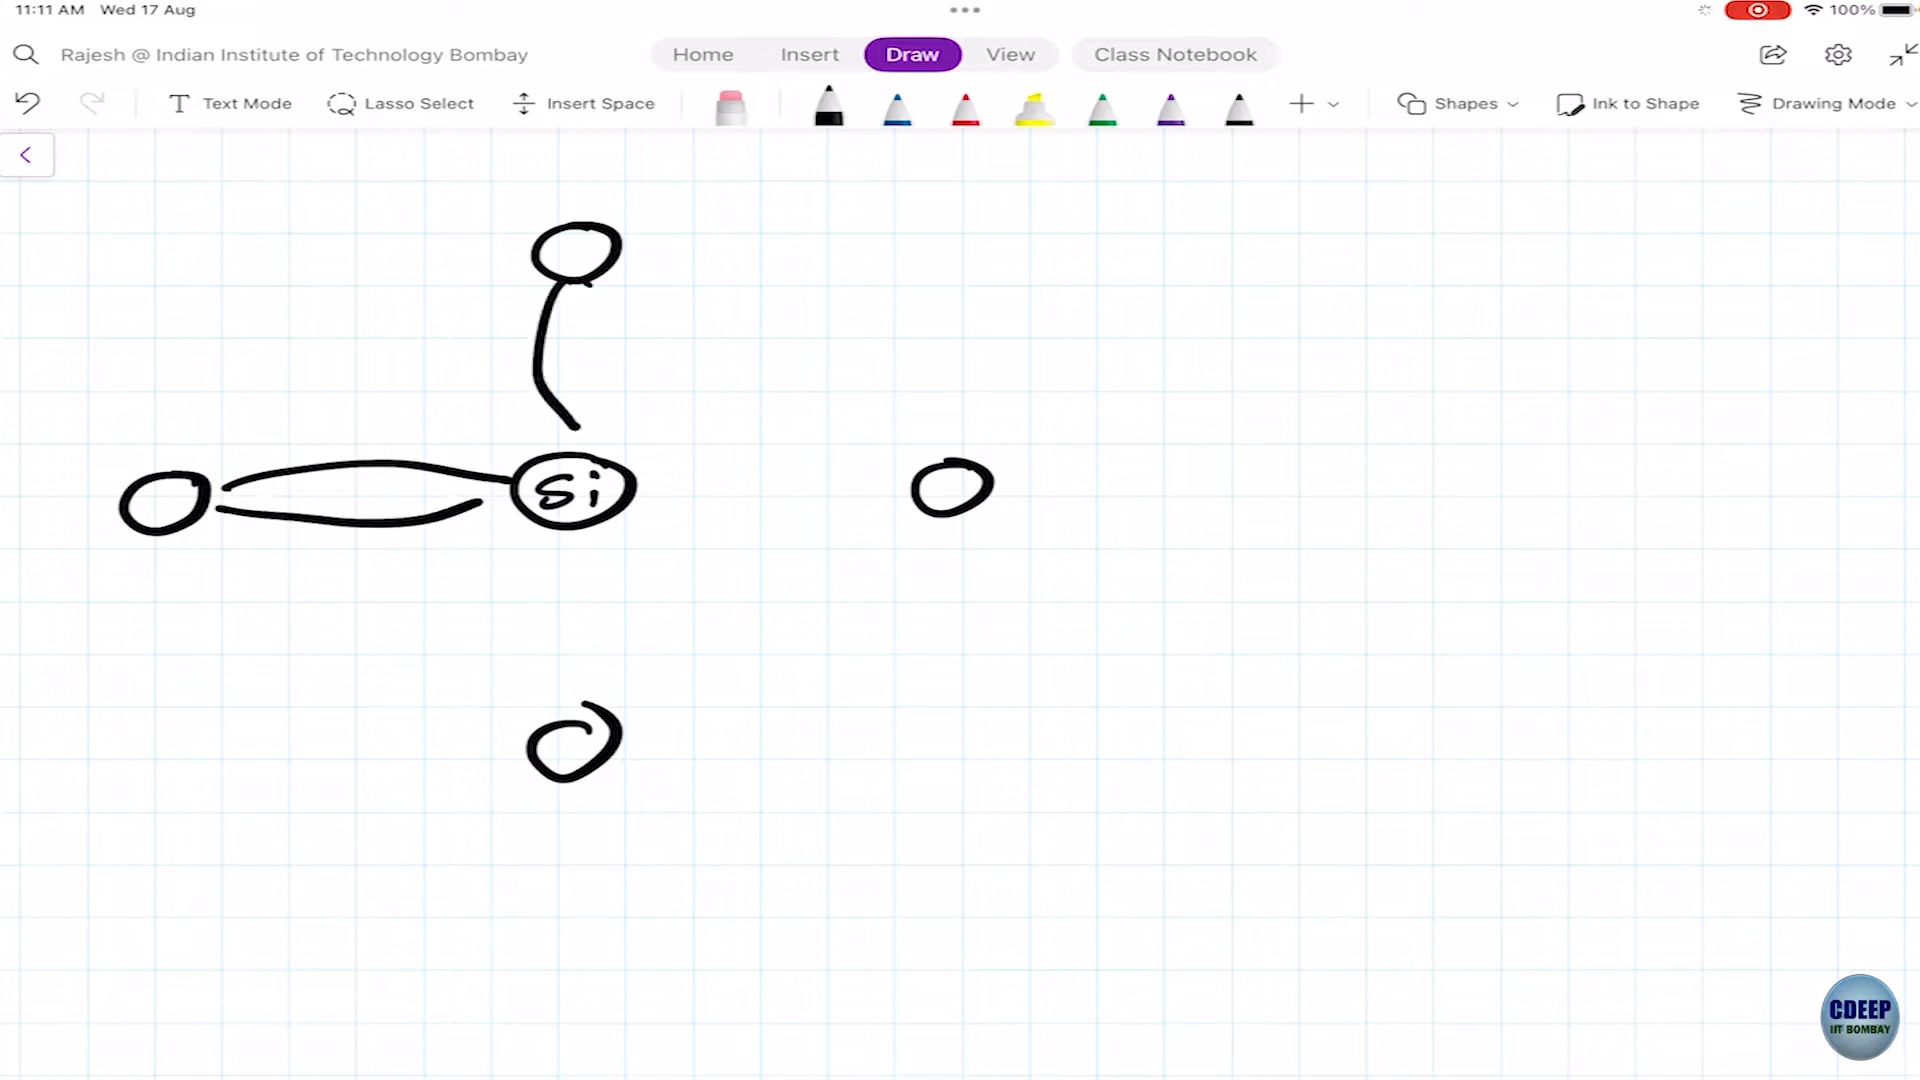 11:11 AM Wed 17 Aug 100%
Rajesh @ Indian Institute of Technology Bombay Home Insert Draw View Class Notebook
Text Mode Lasso Select Insert Space Shapes Ink to Shape Drawing Mode
Si
CDEEP
IIT BOMBAY